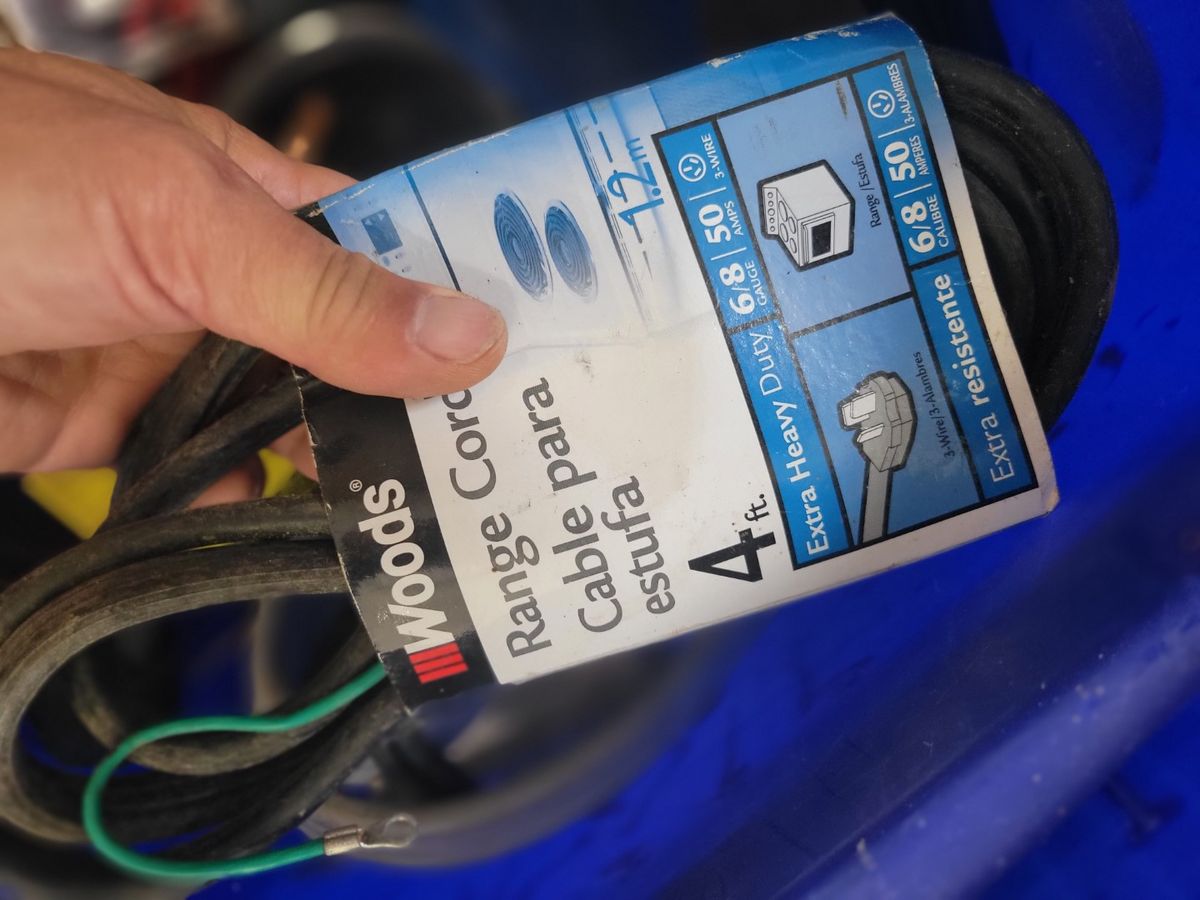 Woods®
Range Cord
Cable para
estufa
4 ft.
1.2m
Extra Heavy Duty
6/8
GAUGE
50
AMPS
3-WIRE
Range/Estufa
3-Wire/3-Alambres
Extra resistente
6/8
CALIBRE
50
AMPERES
3-ALAMBRES